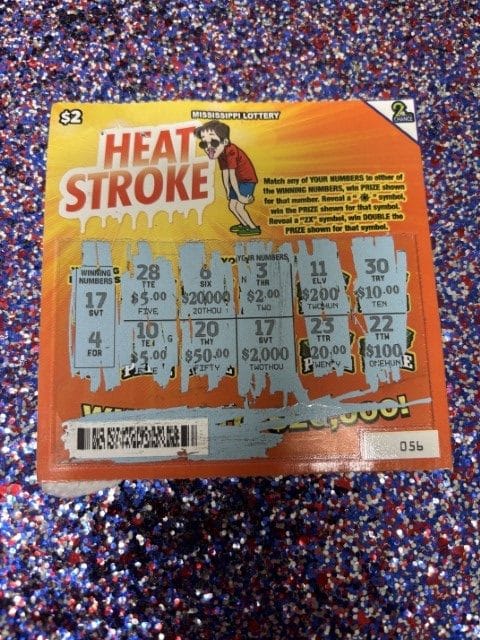 $2
MISSISSIPPI LOTTERY
2
CHANCE
HEAT
STROKE
Match any of YOUR NUMBERS to either of
the WINNING NUMBERS, win PRIZE shown
for that number. Reveal a " " symbol,
win the PRIZE shown for that symbol.
Reveal a "2X" symbol, win DOUBLE the
PRIZE shown for that symbol.
YOUR NUMBERS
WINNING
NUMBERS
17
SVT
4
FOR
28 6 3 11 30
TTE SIX THR ELV TRY
$5.00 $20000 $2.00 $200 $10.00
FIVE 20THOU TWO TWOHUN TEN
10 20 17 23 22
TEN TWY SVT TTR TTW
$5.00 $50.00 $2,000 20.00 $100
FIFTY TWOTHOU WENTY ONEHUN
056